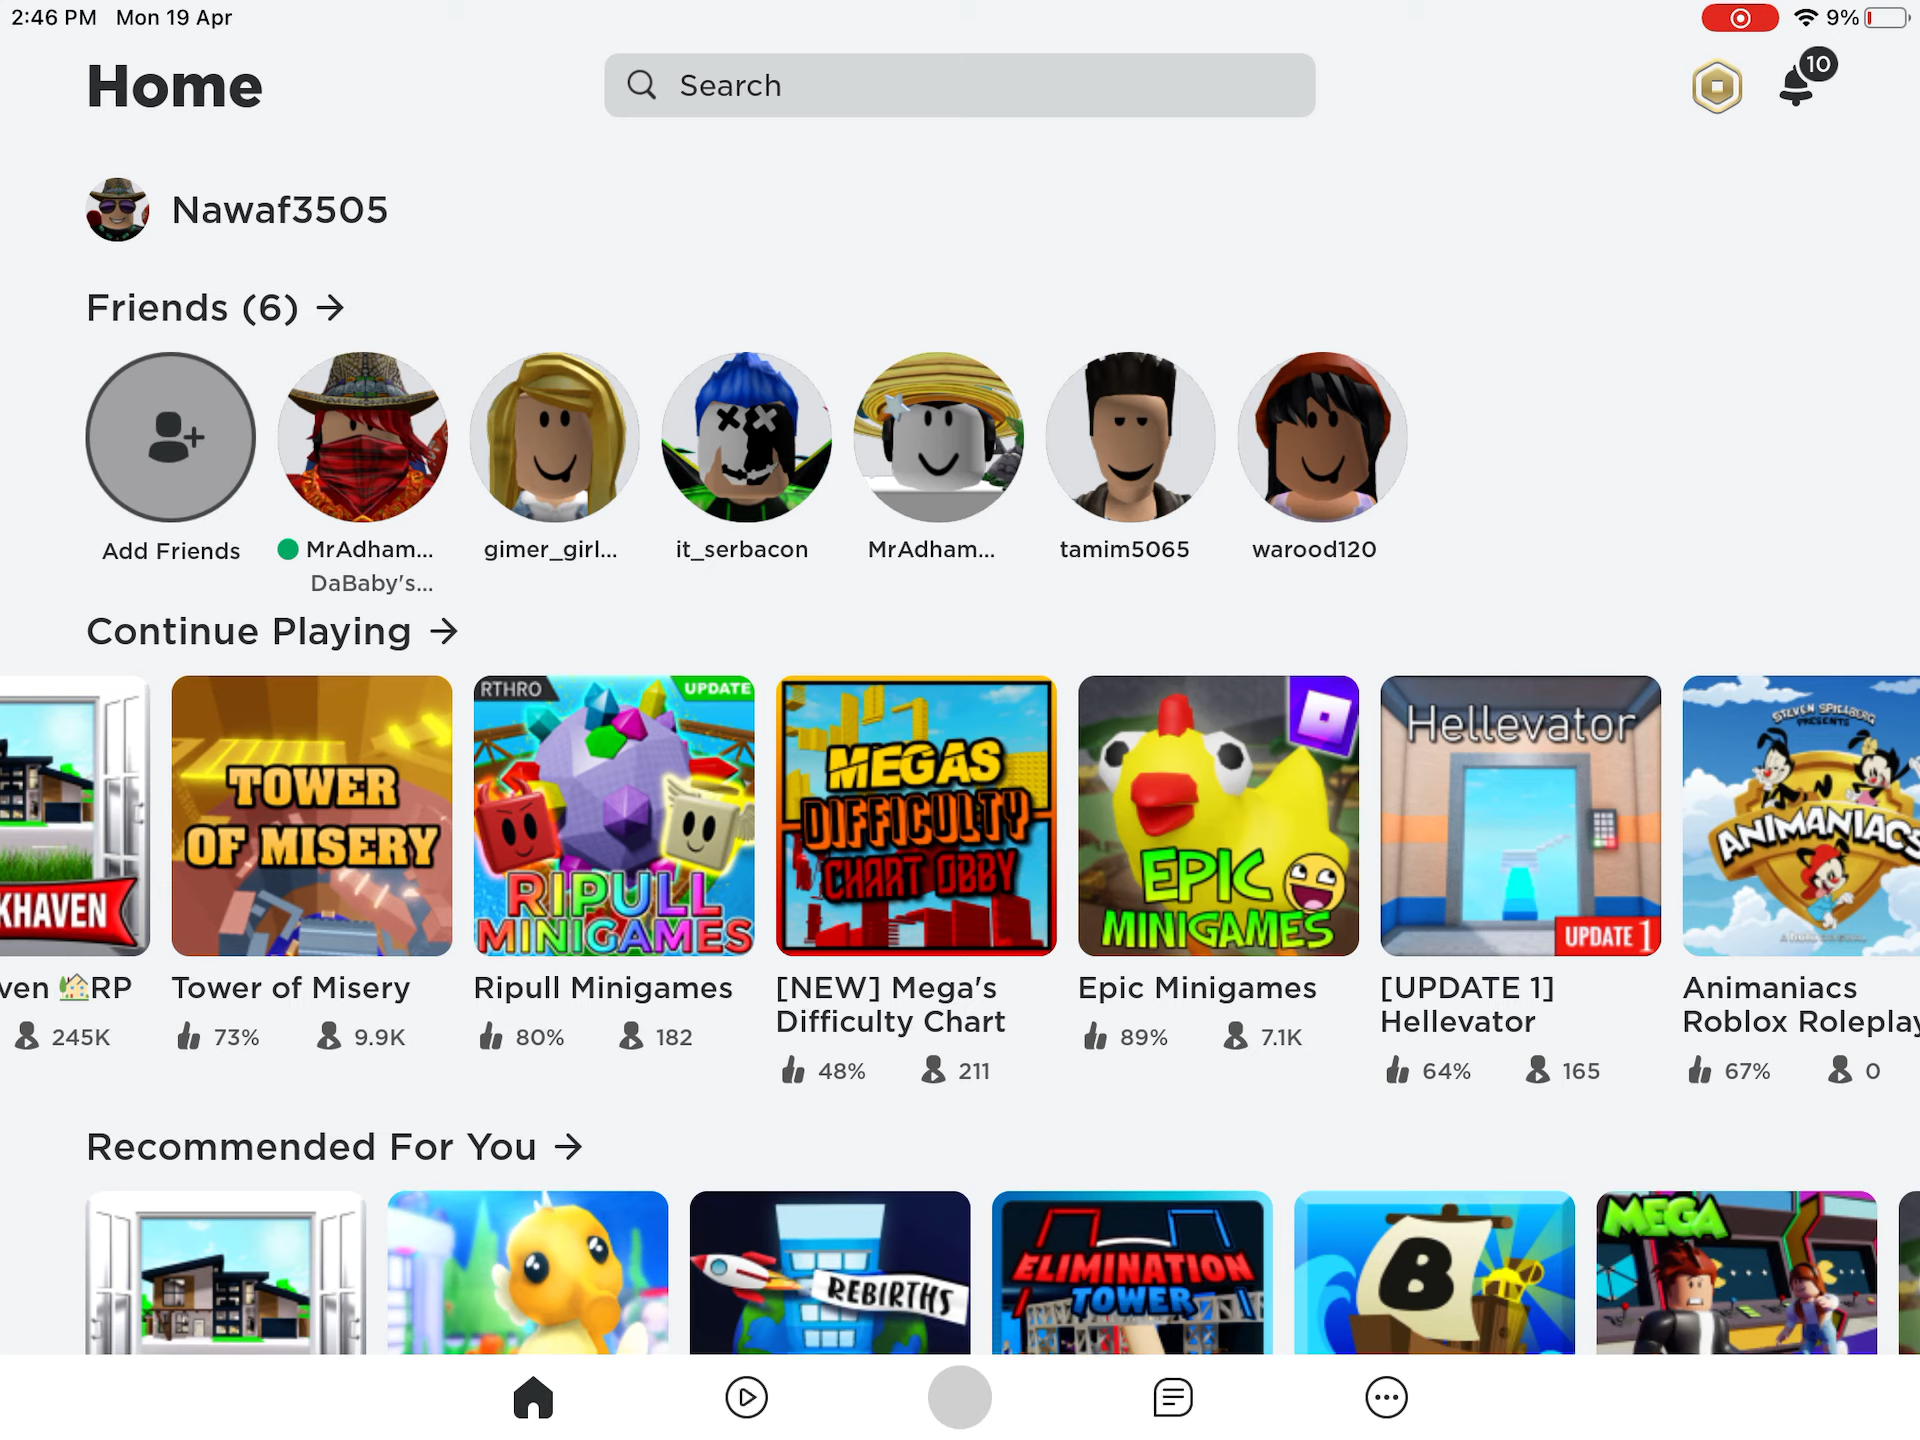 2:46 PM Mon 19 Apr 9%
Home
Search
10
Nawaf3505
Friends (6) →
Add Friends
MrAdham...
DaBaby's...
gimer_girl...
it_serbacon
MrAdham...
tamim5065
warood120
Continue Playing →
KHAVEN
ven 🏡RP
245K
TOWER
OF MISERY
Tower of Misery
73% 9.9K
RTHRO
UPDATE
RIPULL
MINIGAMES
Ripull Minigames
80% 182
MEGAS
DIFFICULTY
CHART OBBY
[NEW] Mega's
Difficulty Chart
48% 211
EPIC
MINIGAMES
Epic Minigames
89% 7.1K
Hellevator
UPDATE 1
[UPDATE 1]
Hellevator
64% 165
STEVEN SPIELBERG
PRESENTS
ANIMANIACS
Animaniacs
Roblox Roleplay
67% 0
Recommended For You →
REBIRTHS
ELIMINATION
TOWER
B
MEGA